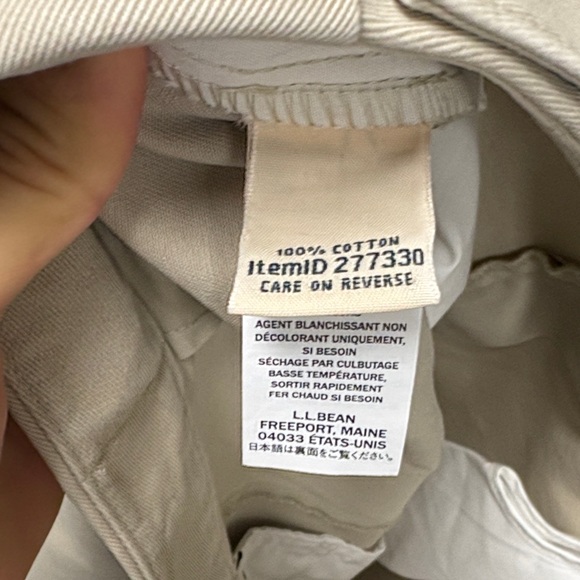 100% COTTON
ItemID 277330
CARE ON REVERSE
AGENT BLANCHISSANT NON
DÉCOLORANT UNIQUEMENT,
SI BESOIN
SÉCHAGE PAR CULBUTAGE
BASSE TEMPÉRATURE,
SORTIR RAPIDEMENT
FER CHAUD SI BESOIN
L.L.BEAN
FREEPORT, MAINE
04033 ÉTATS-UNIS
日本語は裏面をご覧ください。